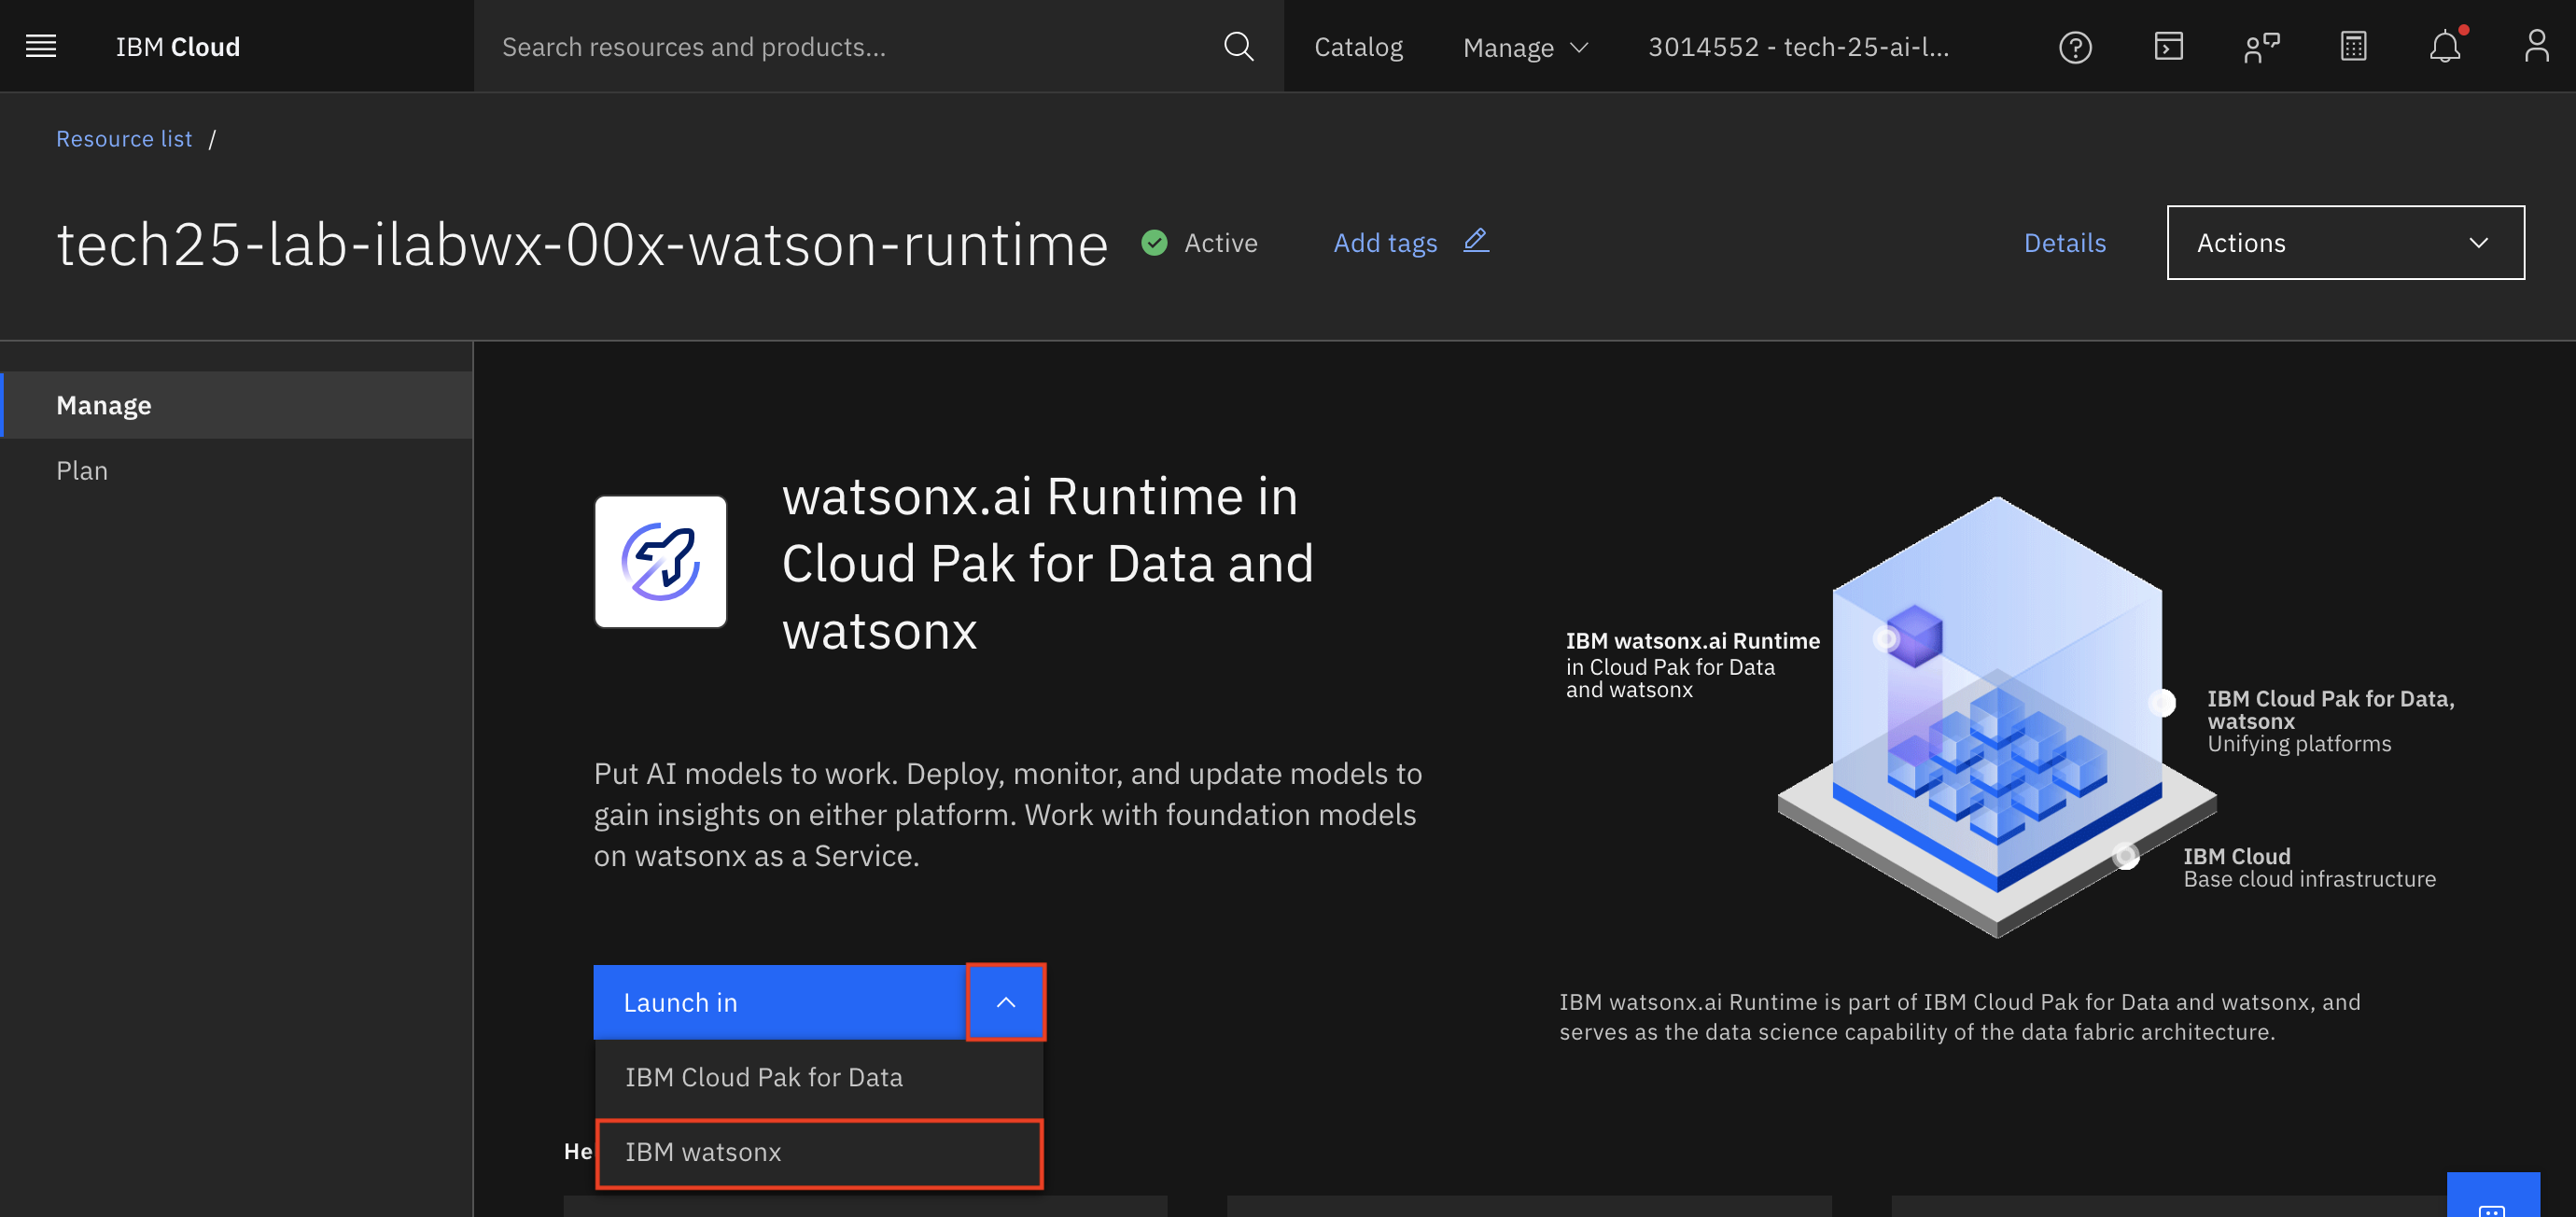 IBM Cloud
Search resources and products...
Catalog
Manage
3014552 - tech-25-ai-l...
Resource list /
tech25-lab-ilabwx-00x-watson-runtime
Active
Add tags
Details
Actions
Manage
Plan
watsonx.ai Runtime in
Cloud Pak for Data and
watsonx
Put AI models to work. Deploy, monitor, and update models to
gain insights on either platform. Work with foundation models
on watsonx as a Service.
Launch in
IBM Cloud Pak for Data
IBM watsonx
He
IBM watsonx.ai Runtime
in Cloud Pak for Data
and watsonx
IBM Cloud Pak for Data,
watsonx
Unifying platforms
IBM Cloud
Base cloud infrastructure
IBM watsonx.ai Runtime is part of IBM Cloud Pak for Data and watsonx, and
serves as the data science capability of the data fabric architecture.